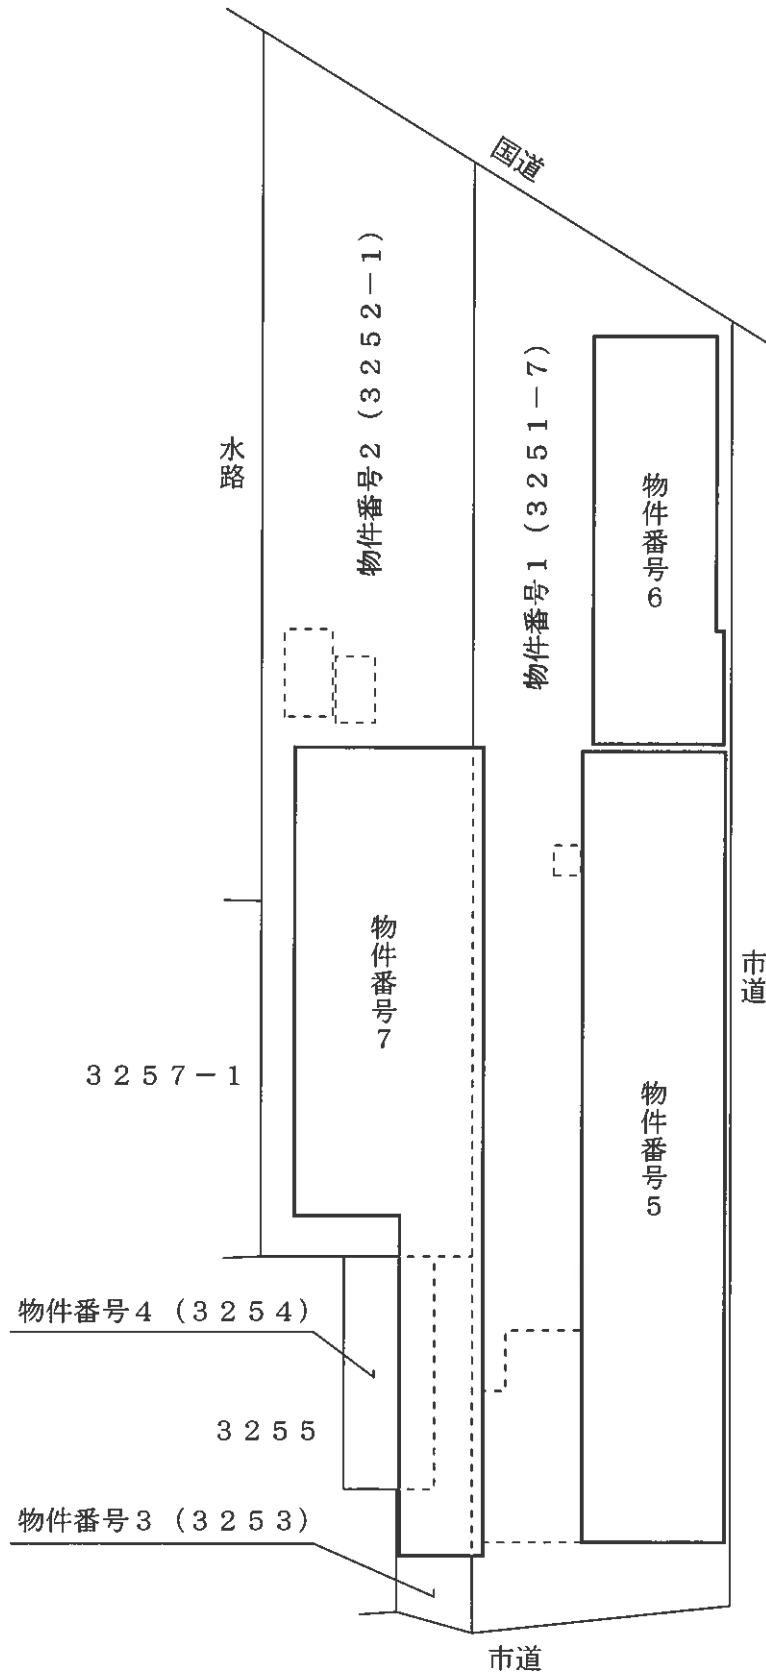 国道
物件番号2（3252－1）
物件番号1（3251－7）
水路
物件番号6
物件番号7
市道
3257－1
物件番号5
物件番号4（3254）
3255
物件番号3（3253）
市道